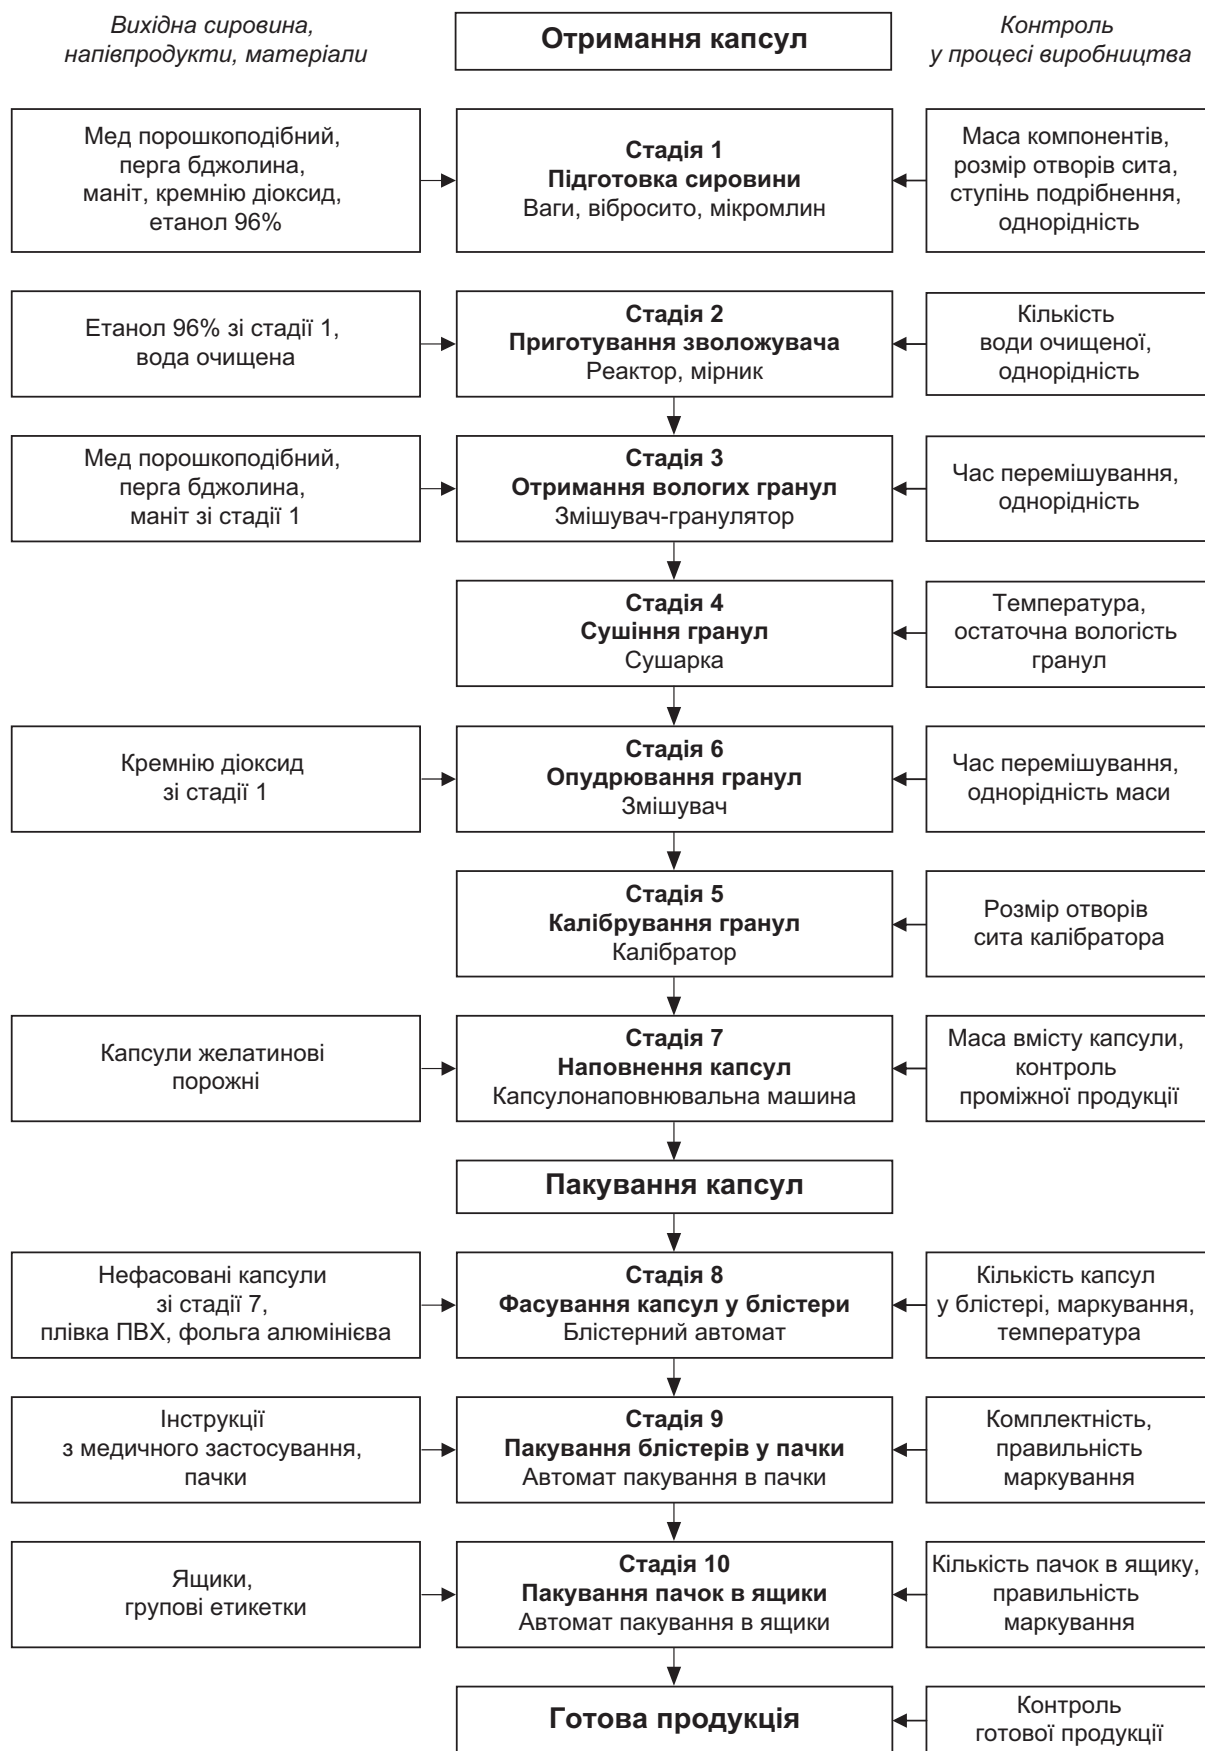 Вихідна сировина,
напівпродукти, матеріали
Отримання капсул
Контроль
у процесі виробництва
Мед порошкоподібний,
перга бджолина,
маніт, кремнію діоксид,
етанол 96%
Стадія 1
Підготовка сировини
Ваги, вібросито, мікромлин
Маса компонентів,
розмір отворів сита,
ступінь подрібнення,
однорідність
Етанол 96% зі стадії 1,
вода очищена
Стадія 2
Приготування зволожувача
Реактор, мірник
Кількість
води очищеної,
однорідність
Мед порошкоподібний,
перга бджолина,
маніт зі стадії 1
Стадія 3
Отримання вологих гранул
Змішувач-гранулятор
Час перемішування,
однорідність
Стадія 4
Сушіння гранул
Сушарка
Температура,
остаточна вологість
гранул
Кремнію діоксид
зі стадії 1
Стадія 6
Опудрювання гранул
Змішувач
Час перемішування,
однорідність маси
Стадія 5
Калібрування гранул
Калібратор
Розмір отворів
сита калібратора
Капсули желатинові
порожні
Стадія 7
Наповнення капсул
Капсулонаповнювальна машина
Маса вмісту капсули,
контроль
проміжної продукції
Пакування капсул
Нефасовані капсули
зі стадії 7,
плівка ПВХ, фольга алюмінієва
Стадія 8
Фасування капсул у блістери
Блістерний автомат
Кількість капсул
у блістері, маркування,
температура
Інструкції
з медичного застосування,
пачки
Стадія 9
Пакування блістерів у пачки
Автомат пакування в пачки
Комплектність,
правильність
маркування
Ящики,
групові етикетки
Стадія 10
Пакування пачок в ящики
Автомат пакування в ящики
Кількість пачок в ящику,
правильність
маркування
Готова продукція
Контроль
готової продукції